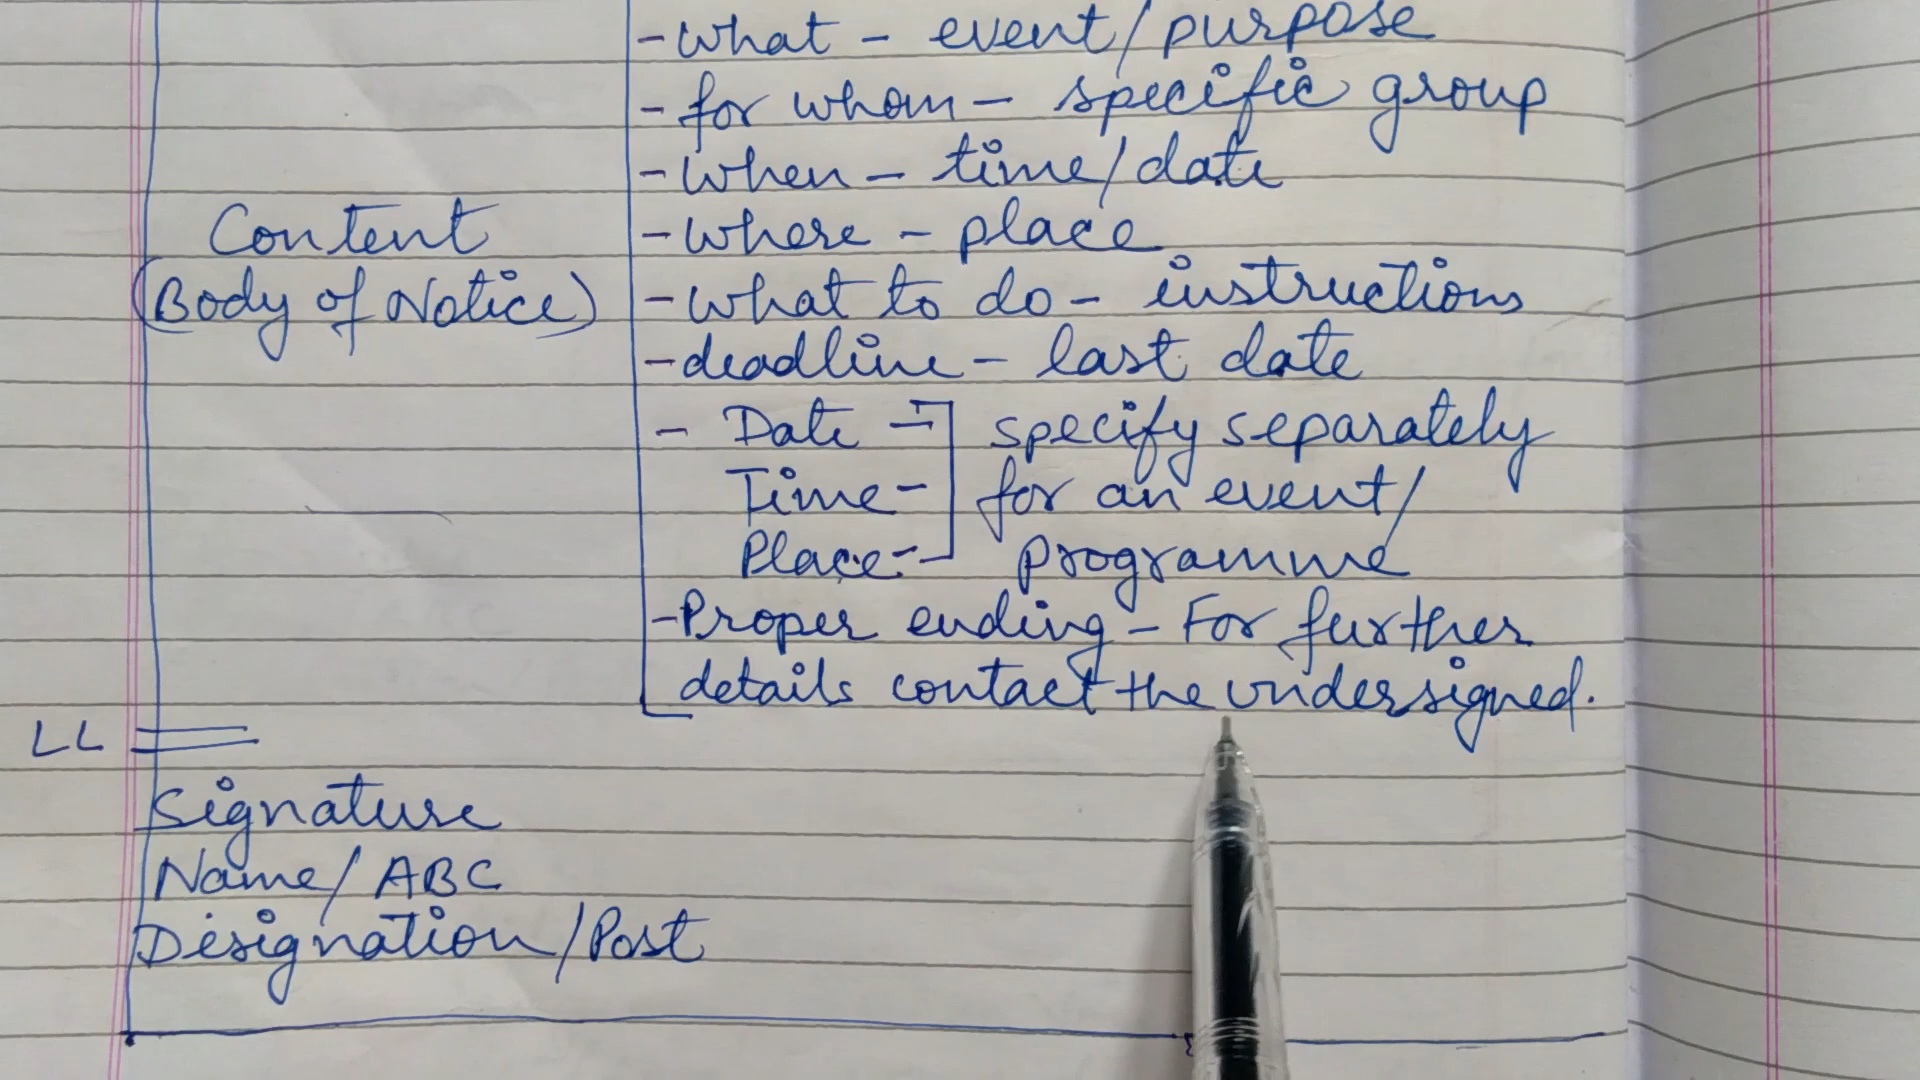 - what - event/purpose
- for whom - specific group
- When - time/date
Content
- where - place
(Body of Notice)
- What to do - instructions
- deadline - last date
- Date - specify separately
Time - for an event/
Place - programme
- Proper ending - For further
details contact the undersigned.
LL
Signature
Name/ABC
Designation/Post